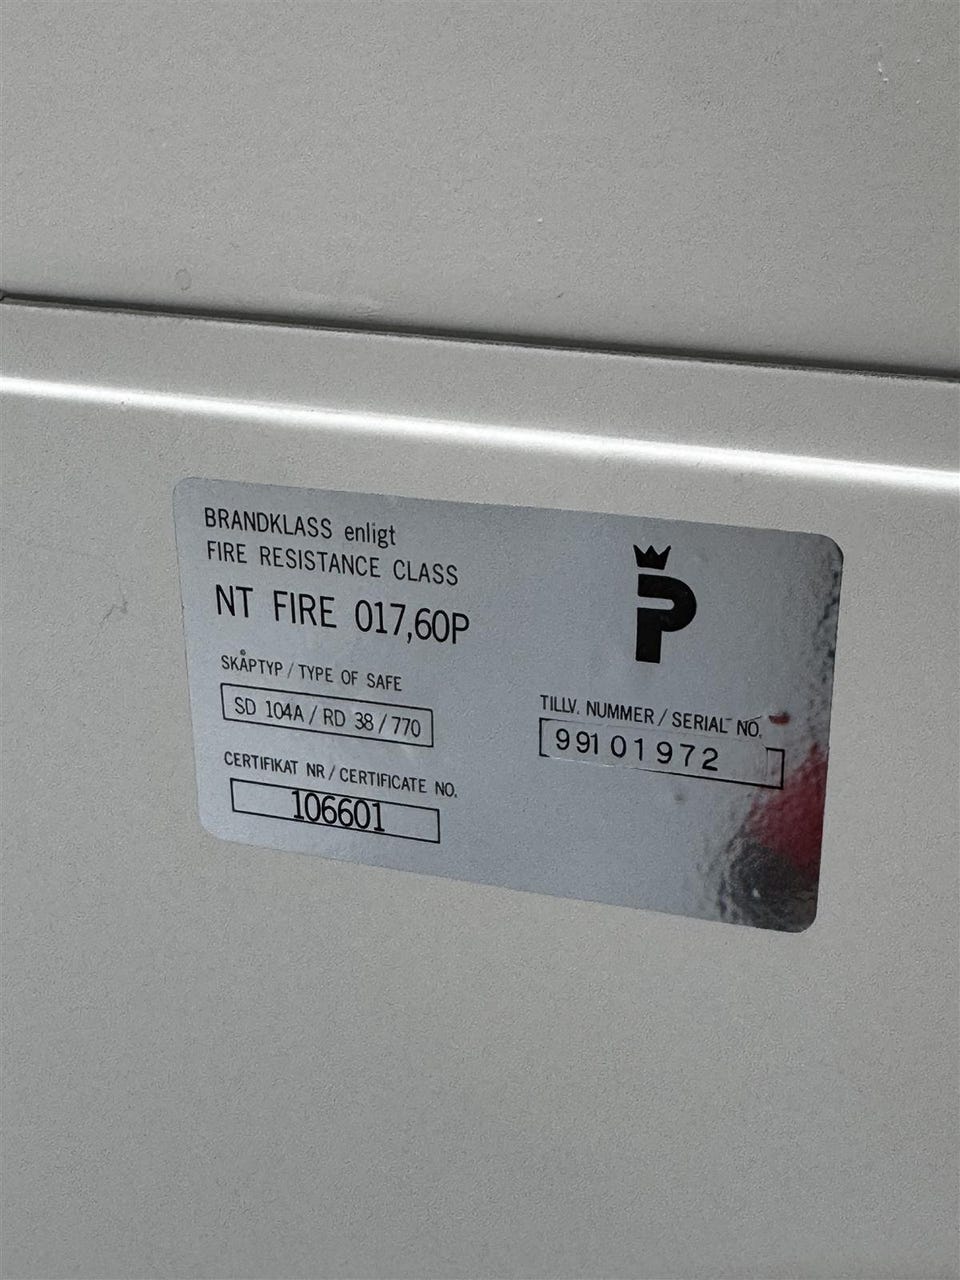 BRANDKLASS enligt
FIRE RESISTANCE CLASS
NT FIRE 017,60P
SKÅPTYP / TYPE OF SAFE
SD 104A / RD 38 / 770
CERTIFIKAT NR / CERTIFICATE NO.
106601
P
TILLV. NUMMER / SERIAL NO.
99101972